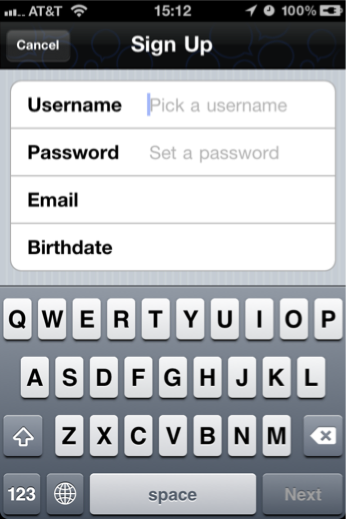 AT&T 15:12 100%
Cancel Sign Up
Username Pick a username
Password Set a password
Email
Birthdate
Q W E R T Y U I O P
A S D F G H J K L
Z X C V B N M
123 space Next